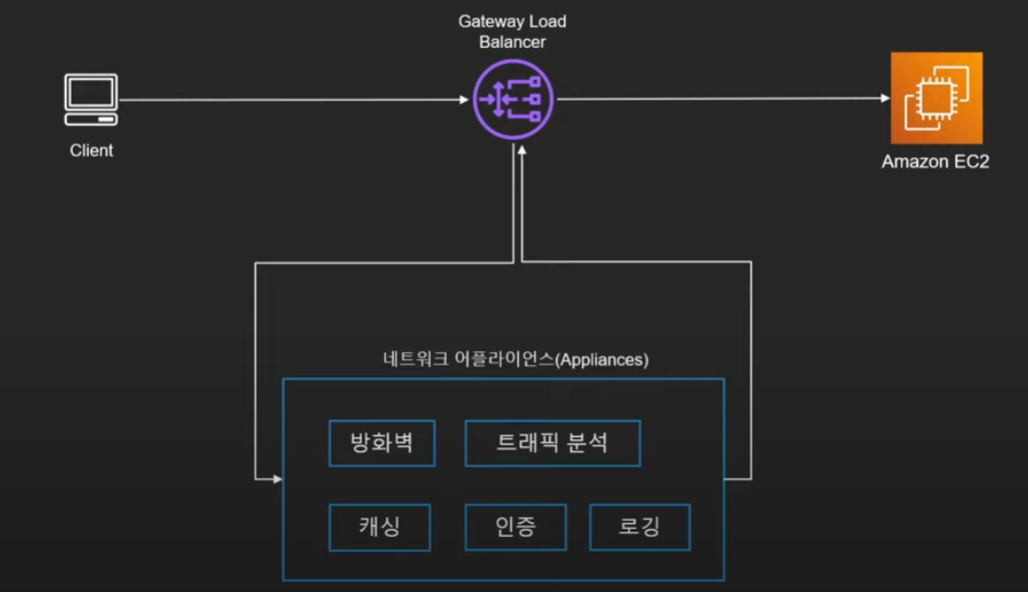 Gateway Load
Balancer
Client
Amazon EC2
네트워크 어플라이언스(Appliances)
방화벽
트래픽 분석
캐싱
인증
로깅